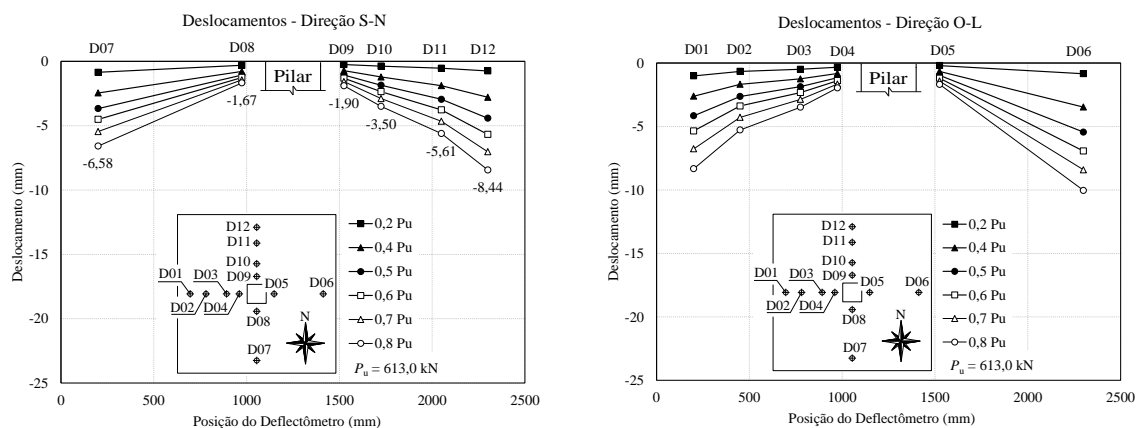 Deslocamentos - Direção S-N
D07 D08 D09 D10 D11 D12
0
Pilar
-1,67 -1,90
-3,50
-5
-6,58 -5,61
-8,44
-10
Deslocamento (mm)
-15
-20
-25
D12
D11
D10
D01 D03 D09 D05 D06
D02 D04
D08
N
D07
0,2 Pu
0,4 Pu
0,5 Pu
0,6 Pu
0,7 Pu
0,8 Pu
Pu = 613,0 kN
0 500 1000 1500 2000 2500
Posição do Deflectômetro (mm)
Deslocamentos - Direção O-L
D01 D02 D03 D04 D05 D06
0
Pilar
-5
-10
Deslocamento (mm)
-15
-20
-25
D12
D11
D10
D01 D03 D09 D05 D06
D02 D04
D08
N
D07
0,2 Pu
0,4 Pu
0,5 Pu
0,6 Pu
0,7 Pu
0,8 Pu
Pu = 613,0 kN
0 500 1000 1500 2000 2500
Posição do Deflectômetro (mm)